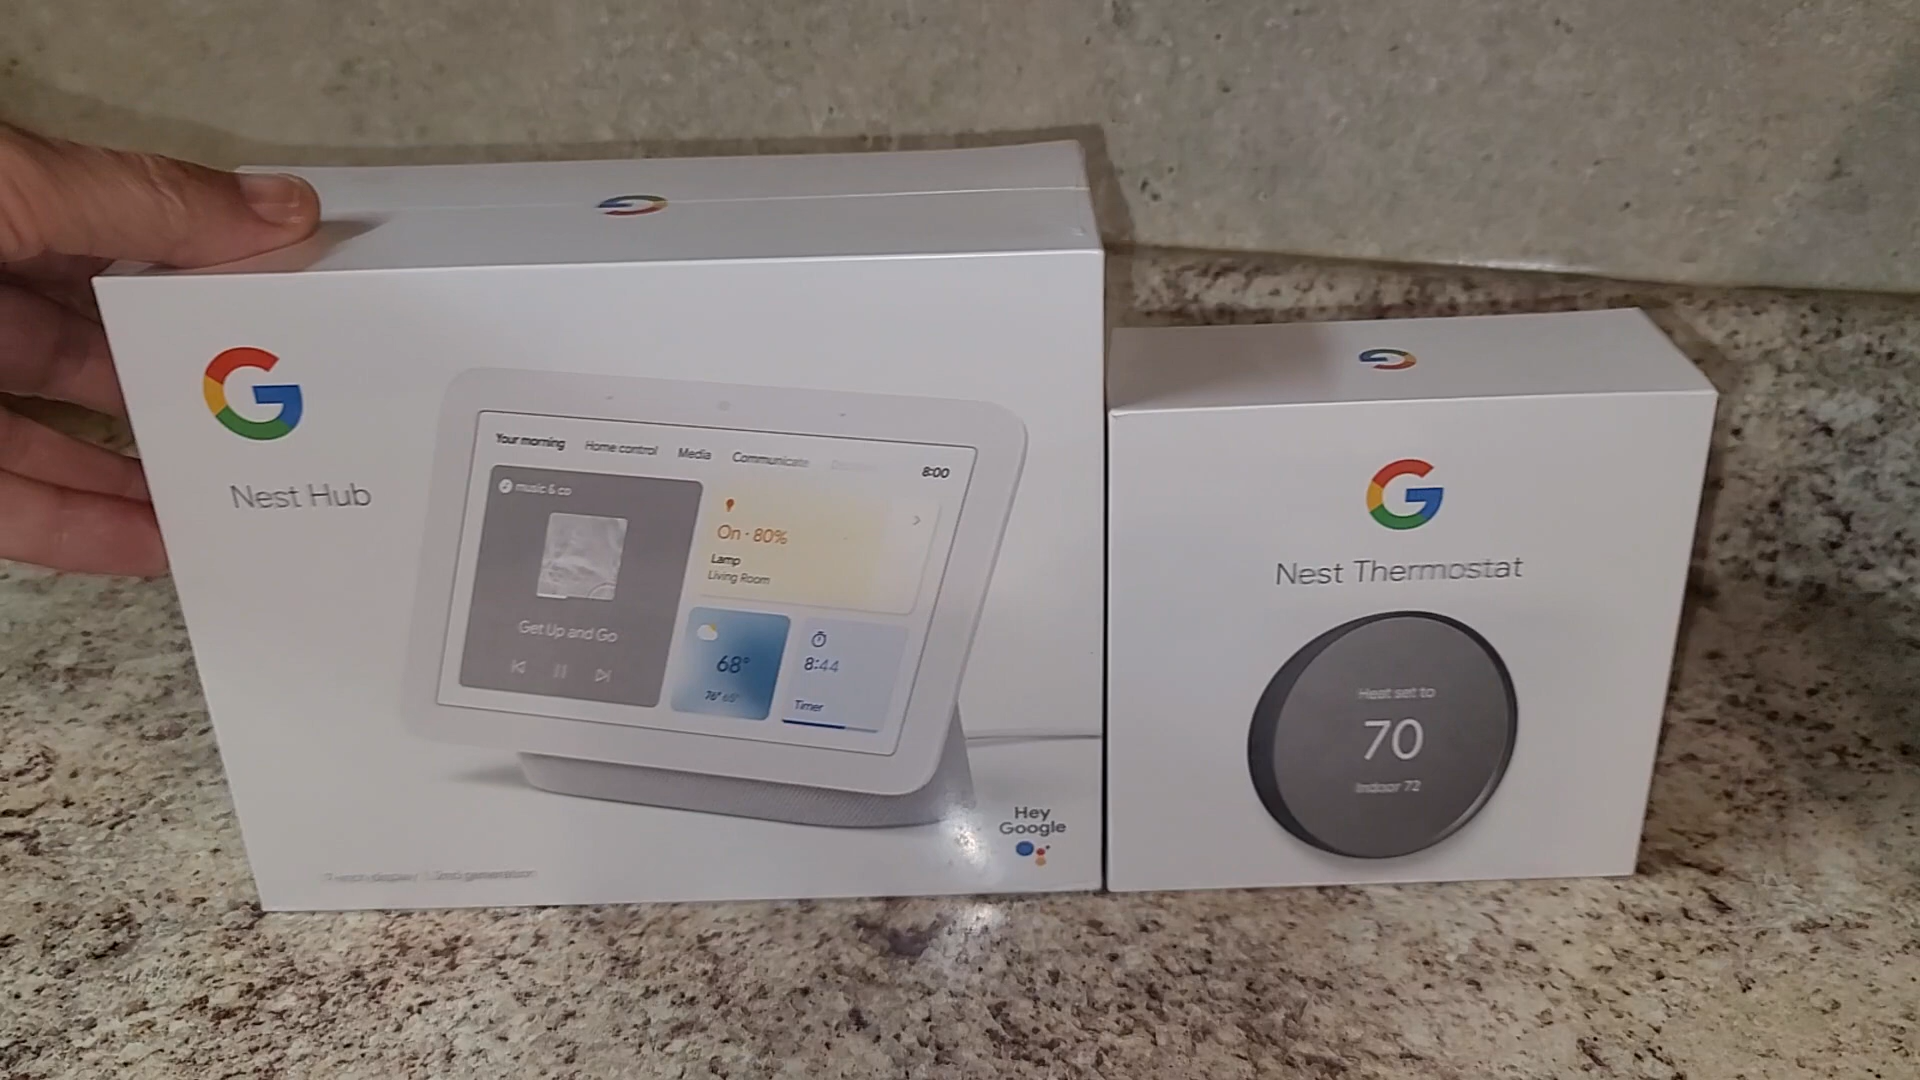 G
Nest Hub
Your morning Home control Media Communicate
8:00
music & co
Get Up and Go
On · 80%
Lamp
Living Room
68°
8:44
Timer
Hey
Google
G
Nest Thermostat
Heat set to
70
Indoor 72